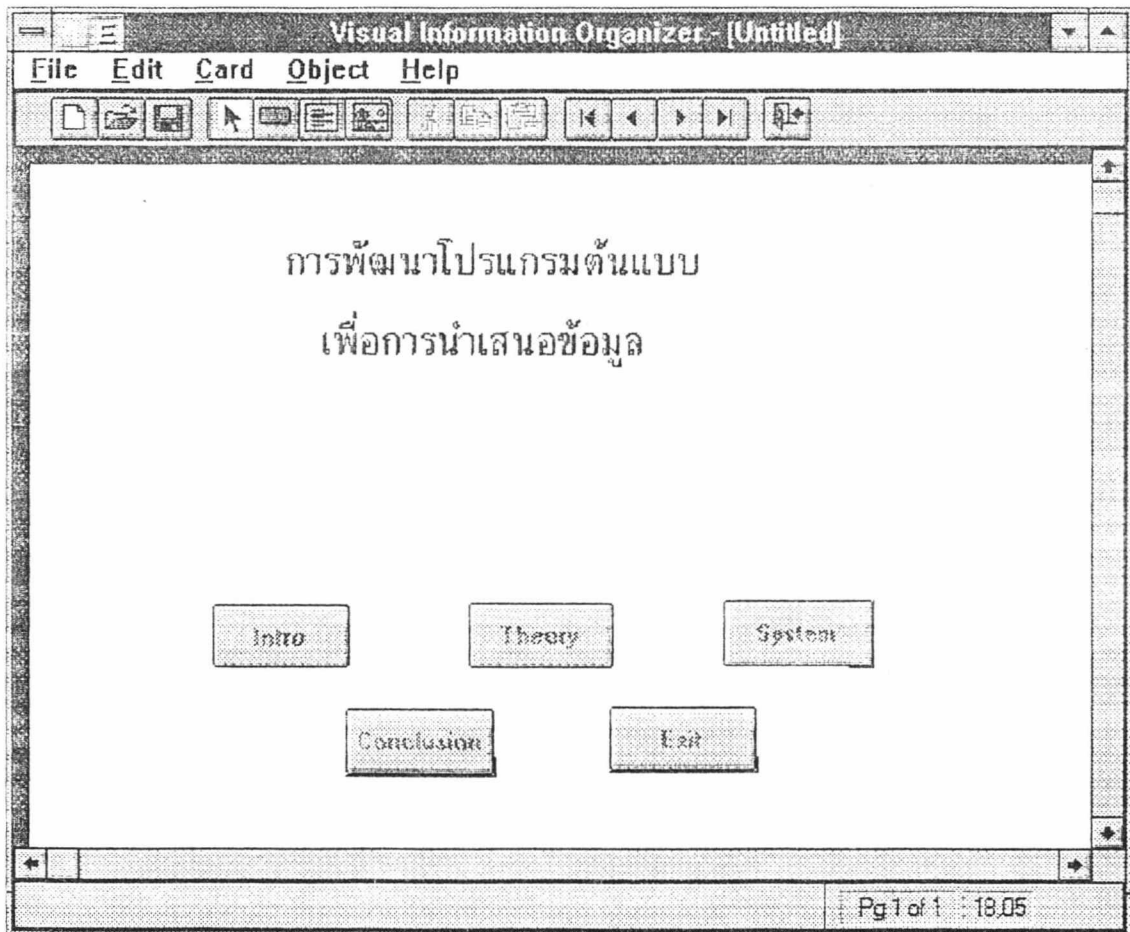 Visual Information Organizer - [Untitled]
File Edit Card Object Help
การพัฒนาโปรแกรมต้นแบบ
เพื่อการนำเสนอข้อมูล
Intro Theory System
Conclusion Exit
Pg 1 of 1 18.05